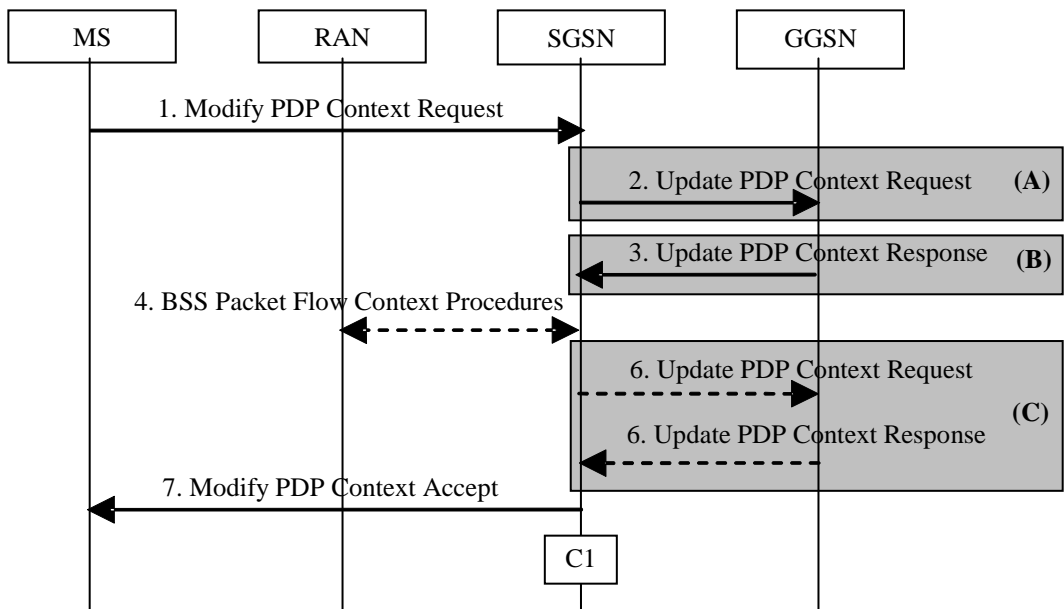 MS
RAN
SGSN
GGSN
1. Modify PDP Context Request
2. Update PDP Context Request
(A)
3. Update PDP Context Response
(B)
4. BSS Packet Flow Context Procedures
6. Update PDP Context Request
(C)
6. Update PDP Context Response
7. Modify PDP Context Accept
C1